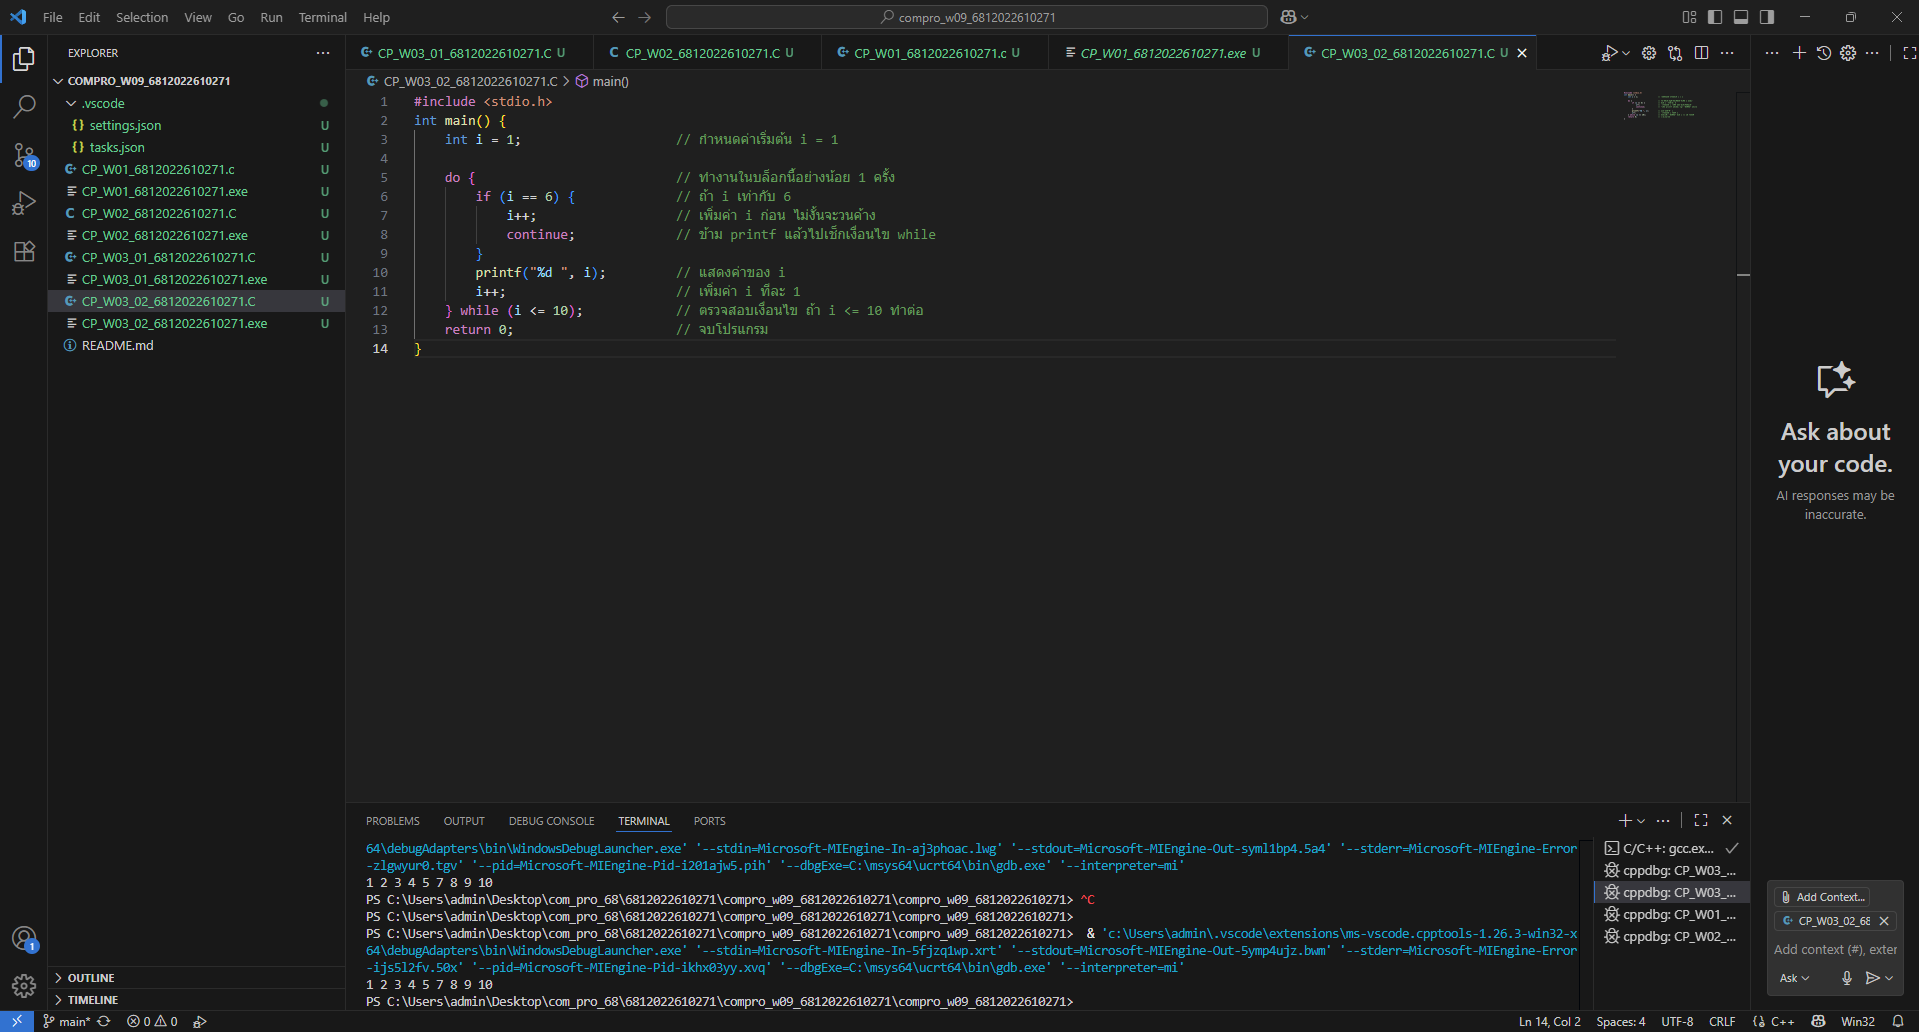 File Edit Selection View Go Run Terminal Help
compro_w09_6812022610271
EXPLORER
COMPRO_W09_6812022610271
.vscode
{} settings.json U
{} tasks.json U
CP_W01_6812022610271.c U
CP_W01_6812022610271.exe U
C CP_W02_6812022610271.C U
CP_W02_6812022610271.exe U
CP_W03_01_6812022610271.C U
CP_W03_01_6812022610271.exe U
CP_W03_02_6812022610271.C U
CP_W03_02_6812022610271.exe U
README.md
OUTLINE
TIMELINE
10
1
CP_W03_01_6812022610271.C U
C CP_W02_6812022610271.C U
CP_W01_6812022610271.c U
CP_W01_6812022610271.exe U
CP_W03_02_6812022610271.C U
CP_W03_02_6812022610271.C > main()
1 #include <stdio.h>
2 int main() {
3 int i = 1; // กำหนดค่าเริ่มต้น i = 1
4
5 do { // ทำงานในบล็อกนี้อย่างน้อย 1 ครั้ง
6 if (i == 6) { // ถ้า i เท่ากับ 6
7 i++; // เพิ่มค่า i ก่อน ไม่งั้นจะวนค้าง
8 continue; // ข้าม printf แล้วไปเช็กเงื่อนไข while
9 }
10 printf("%d ", i); // แสดงค่าของ i
11 i++; // เพิ่มค่า i ทีละ 1
12 } while (i <= 10); // ตรวจสอบเงื่อนไข ถ้า i <= 10 ทำต่อ
13 return 0; // จบโปรแกรม
14 }
PROBLEMS OUTPUT DEBUG CONSOLE TERMINAL PORTS
64\debugAdapters\bin\WindowsDebugLauncher.exe' '--stdin=Microsoft-MIEngine-In-aj3phoac.lwg' '--stdout=Microsoft-MIEngine-Out-syml1bp4.5a4' '--stderr=Microsoft-MIEngine-Error
-zlgwyur0.tgv' '--pid=Microsoft-MIEngine-Pid-i201ajw5.pih' '--dbgExe=C:\msys64\ucrt64\bin\gdb.exe' '--interpreter=mi'
1 2 3 4 5 7 8 9 10
PS C:\Users\admin\Desktop\com_pro_68\6812022610271\compro_w09_6812022610271\compro_w09_6812022610271> ^C
PS C:\Users\admin\Desktop\com_pro_68\6812022610271\compro_w09_6812022610271\compro_w09_6812022610271>
PS C:\Users\admin\Desktop\com_pro_68\6812022610271\compro_w09_6812022610271\compro_w09_6812022610271> & 'c:\Users\admin\.vscode\extensions\ms-vscode.cpptools-1.26.3-win32-x
64\debugAdapters\bin\WindowsDebugLauncher.exe' '--stdin=Microsoft-MIEngine-In-5fjzq1wp.xrt' '--stdout=Microsoft-MIEngine-Out-5ymp4ujz.bwm' '--stderr=Microsoft-MIEngine-Error
-ijs5l2fv.50x' '--pid=Microsoft-MIEngine-Pid-ikhx03yy.xvq' '--dbgExe=C:\msys64\ucrt64\bin\gdb.exe' '--interpreter=mi'
1 2 3 4 5 7 8 9 10
PS C:\Users\admin\Desktop\com_pro_68\6812022610271\compro_w09_6812022610271\compro_w09_6812022610271>
C/C++: gcc.ex...
cppdbg: CP_W03_...
cppdbg: CP_W03_...
cppdbg: CP_W01_...
cppdbg: CP_W02_...
Ask about
your code.
AI responses may be
inaccurate.
Add Context...
CP_W03_02_68
Add context (#), exter
Ask
main* 0 0
Ln 14, Col 2 Spaces: 4 UTF-8 CRLF {} C++ Win32